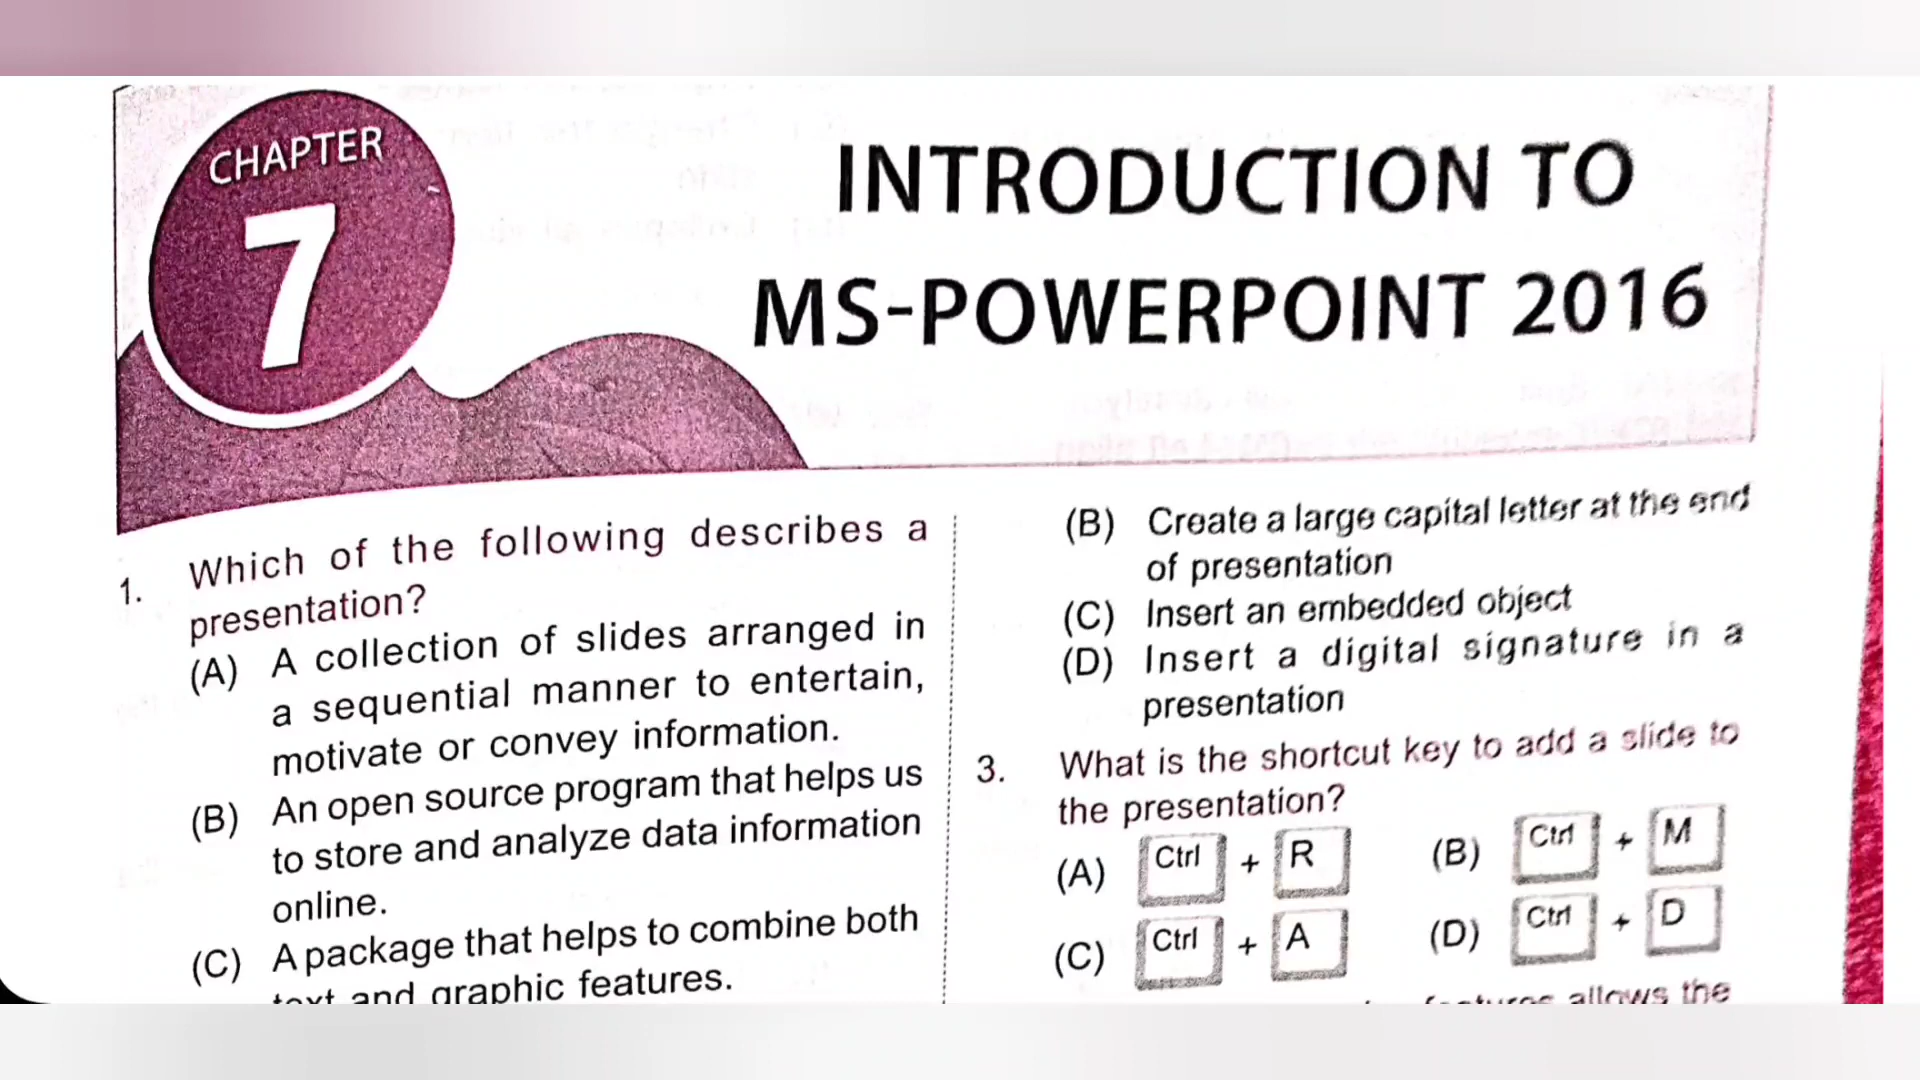 CHAPTER
7
INTRODUCTION TO
MS-POWERPOINT 2016
1. Which of the following describes a
presentation?
(A) A collection of slides arranged in
a sequential manner to entertain,
motivate or convey information.
(B) An open source program that helps us
to store and analyze data information
online.
(C) A package that helps to combine both
text and graphic features.
(B) Create a large capital letter at the end
of presentation
(C) Insert an embedded object
(D) Insert a digital signature in a
presentation
3. What is the shortcut key to add a slide to
the presentation?
(A) Ctrl + R (B) Ctrl + M
(C) Ctrl + A (D) Ctrl + D
features allows the